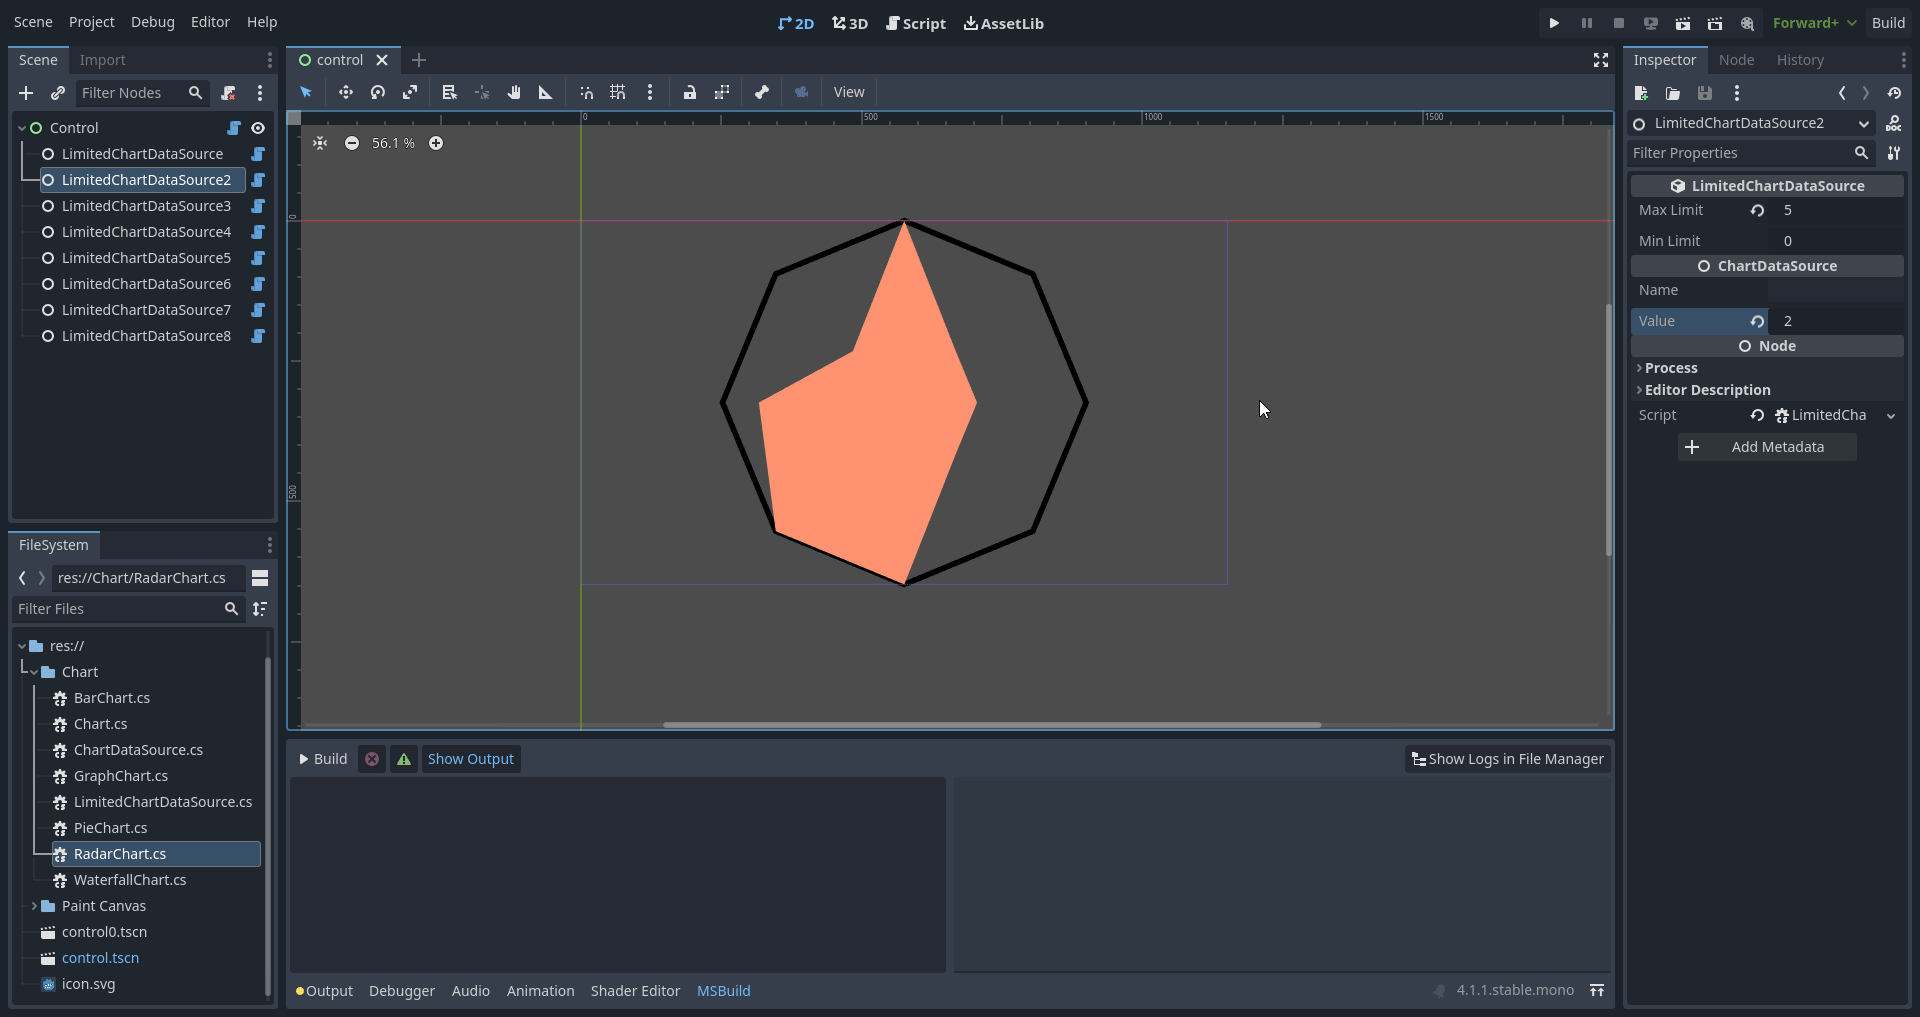 Scene Project Debug Editor Help
2D 3D Script AssetLib
Forward+ Build
Scene Import
Filter Nodes
Control
LimitedChartDataSource
LimitedChartDataSource2
LimitedChartDataSource3
LimitedChartDataSource4
LimitedChartDataSource5
LimitedChartDataSource6
LimitedChartDataSource7
LimitedChartDataSource8
FileSystem
res://Chart/RadarChart.cs
Filter Files
res://
Chart
BarChart.cs
Chart.cs
ChartDataSource.cs
GraphChart.cs
LimitedChartDataSource.cs
PieChart.cs
RadarChart.cs
WaterfallChart.cs
Paint Canvas
control0.tscn
control.tscn
icon.svg
control
View
0 500 1000 1500
56.1 %
0
500
Build Show Output Show Logs in File Manager
Output Debugger Audio Animation Shader Editor MSBuild 4.1.1.stable.mono
Inspector Node History
LimitedChartDataSource2
Filter Properties
LimitedChartDataSource
Max Limit 5
Min Limit 0
ChartDataSource
Name
Value 2
Node
Process
Editor Description
Script LimitedCha
Add Metadata